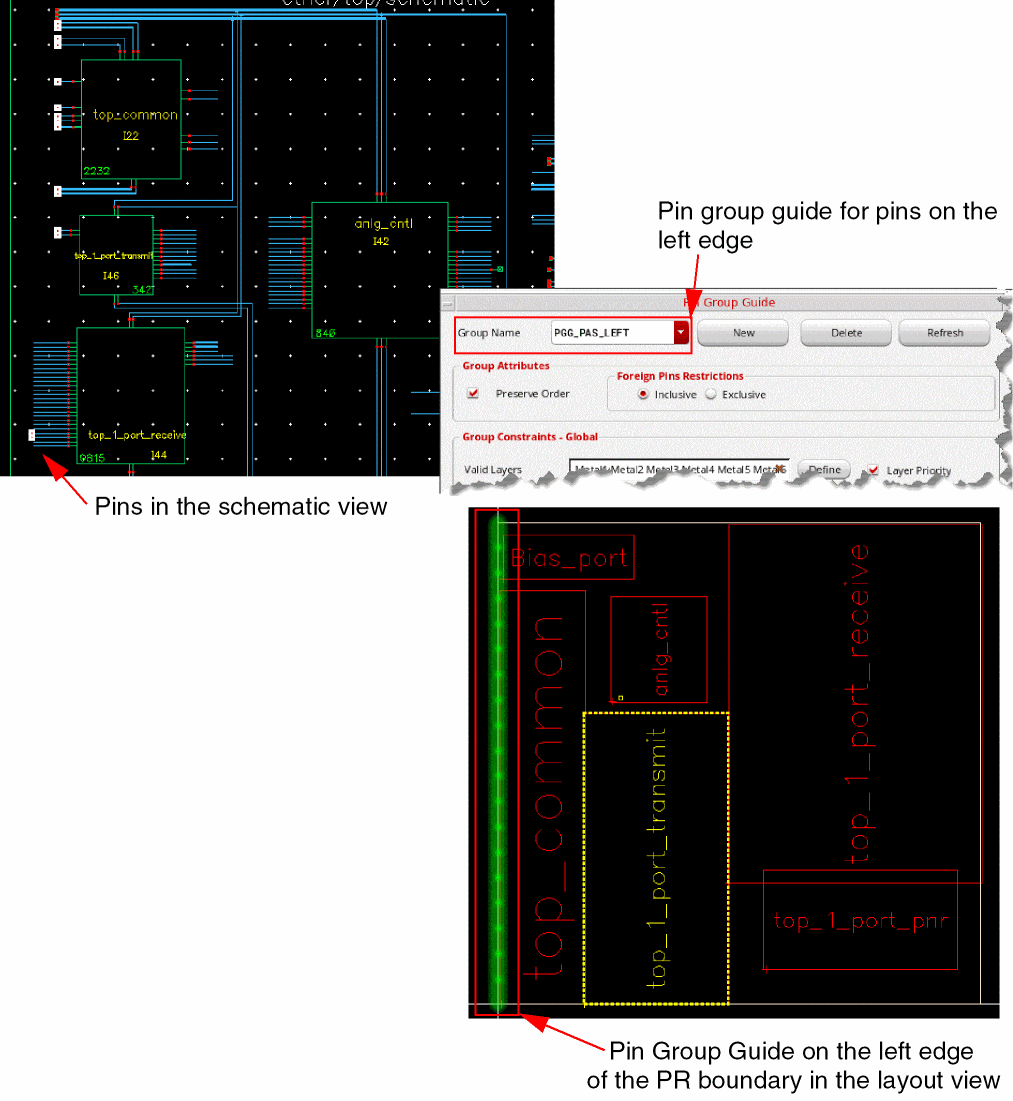 ether/top/schematic
top_common
I22
2232
anlg_cntl
I42
840
top_1_port_transmit
I46
342
top_1_port_receive
I44
9815
Pin group guide for pins on the
left edge
Pin Group Guide
Group Name PGG_PAS_LEFT New Delete Refresh
Group Attributes
Preserve Order
Foreign Pins Restrictions
Inclusive Exclusive
Group Constraints - Global
Valid Layers Metal1 Metal2 Metal3 Metal4 Metal5 Metal6 Define Layer Priority
Pins in the schematic view
Bias_port
top_common
anlg_cntl
top_1_port_transmit
top_1_port_receive
top_1_port_pnr
Pin Group Guide on the left edge
of the PR boundary in the layout view